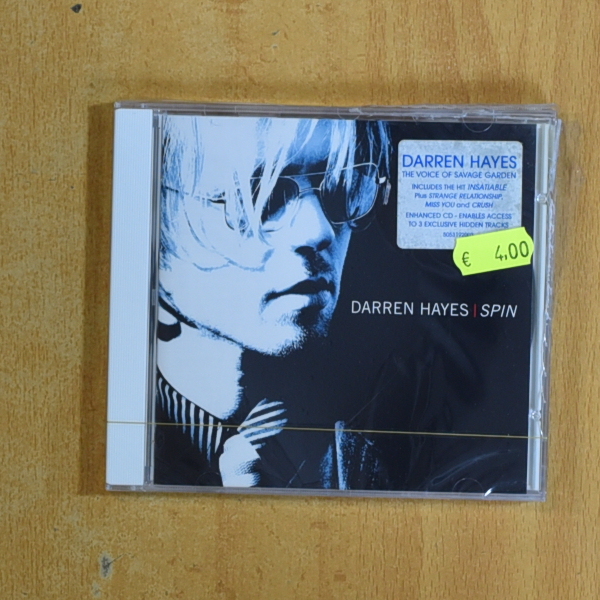 DARREN HAYES
THE VOICE OF SAVAGE GARDEN
INCLUDES THE HIT INSATIABLE
Plus STRANGE RELATIONSHIP,
MISS YOU and CRUSH
ENHANCED CD - ENABLES ACCESS
TO 3 EXCLUSIVE HIDDEN TRACKS
€ 4,00
DARREN HAYES | SPIN